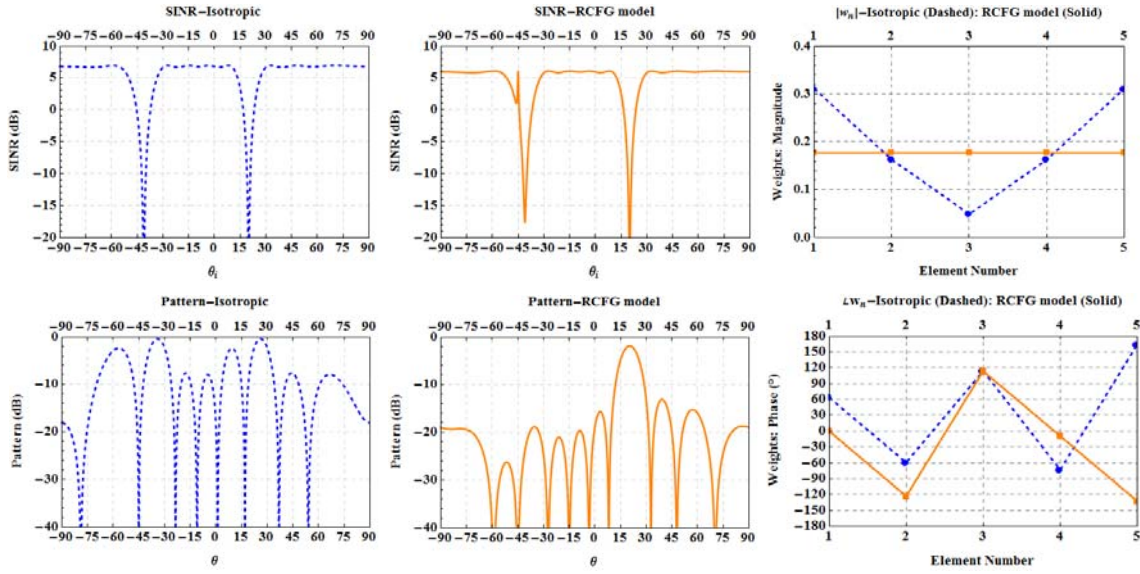 SINR−Isotropic
−90 −75 −60 −45 −30 −15 0 15 30 45 60 75 90
10
5
0
−5
−10
−15
−20
SINR (dB)
−90 −75 −60 −45 −30 −15 0 15 30 45 60 75 90
θi
SINR−RCFG model
−90 −75 −60 −45 −30 −15 0 15 30 45 60 75 90
10
5
0
−5
−10
−15
−20
SINR (dB)
−90 −75 −60 −45 −30 −15 0 15 30 45 60 75 90
θi
|wn|−Isotropic (Dashed): RCFG model (Solid)
1 2 3 4 5
0.4
0.3
0.2
0.1
0.0
Weights: Magnitude
1 2 3 4 5
Element Number
Pattern−Isotropic
−90 −75 −60 −45 −30 −15 0 15 30 45 60 75 90
0
−10
−20
−30
−40
Pattern (dB)
−90 −75 −60 −45 −30 −15 0 15 30 45 60 75 90
θ
Pattern−RCFG model
−90 −75 −60 −45 −30 −15 0 15 30 45 60 75 90
0
−10
−20
−30
−40
Pattern (dB)
−90 −75 −60 −45 −30 −15 0 15 30 45 60 75 90
θ
∠wn−Isotropic (Dashed): RCFG model (Solid)
1 2 3 4 5
180
150
120
90
60
30
0
−30
−60
−90
−120
−150
−180
Weights: Phase (°)
1 2 3 4 5
Element Number